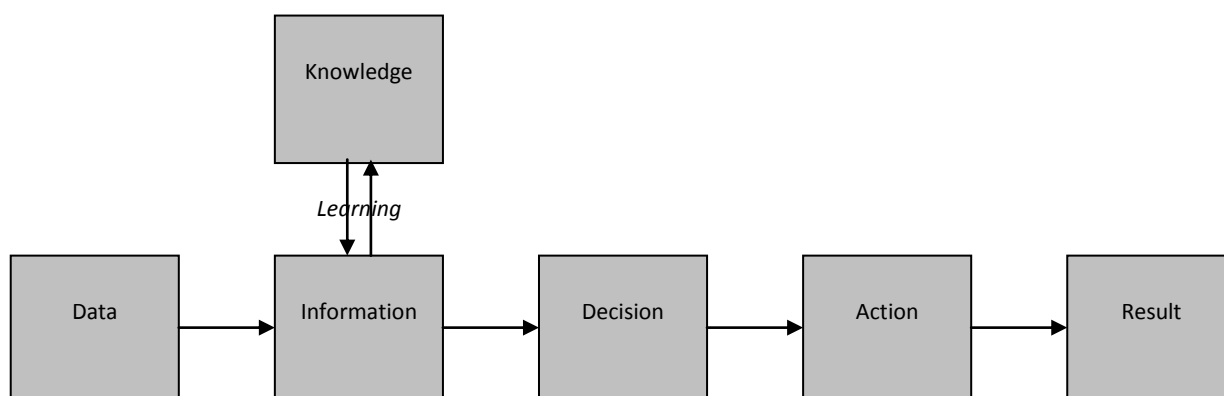 Knowledge
Learning
Data
Information
Decision
Action
Result